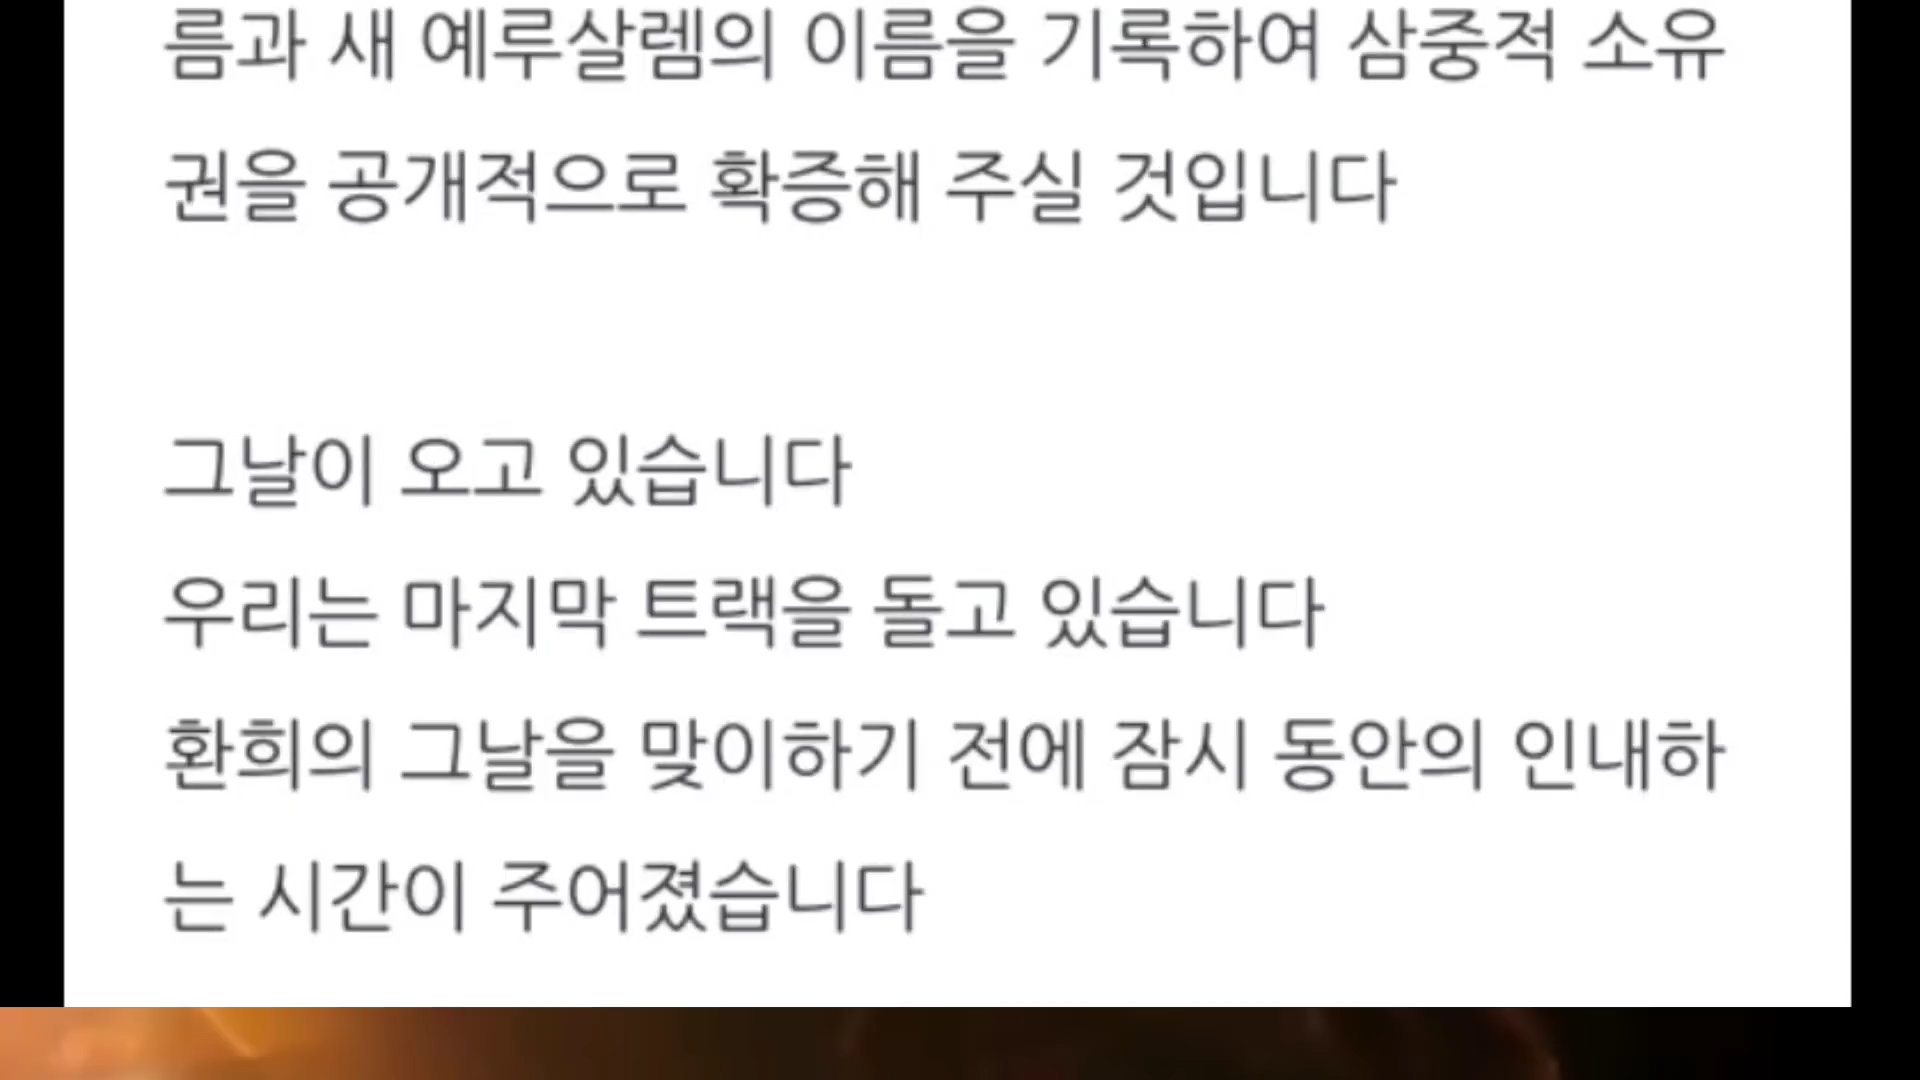 름과 새 예루살렘의 이름을 기록하여 삼중적 소유
권을 공개적으로 확증해 주실 것입니다
그날이 오고 있습니다
우리는 마지막 트랙을 돌고 있습니다
환희의 그날을 맞이하기 전에 잠시 동안의 인내하
는 시간이 주어졌습니다